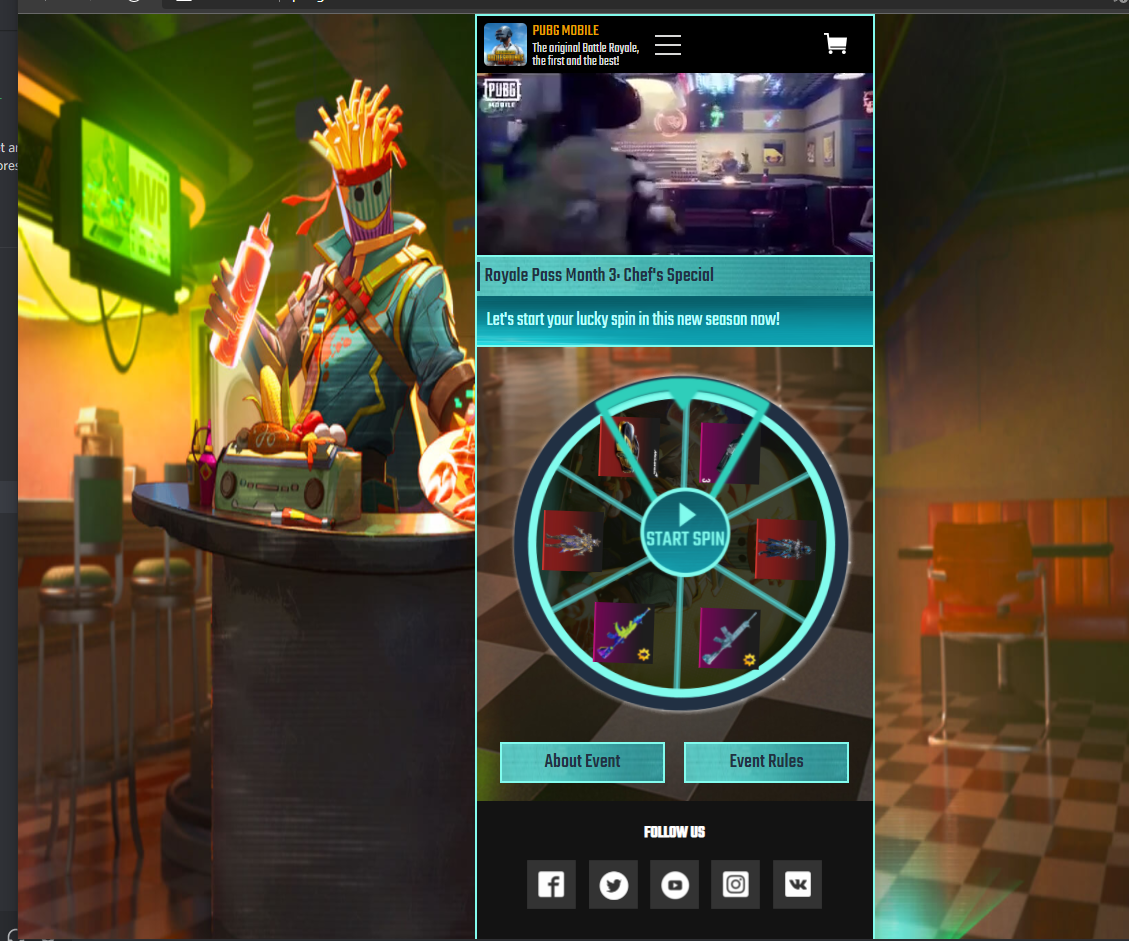 PUBG MOBILE
The original Battle Royale,
the first and the best!
PUBG
MOBILE
MVP
Royale Pass Month 3: Chef's Special
Let's start your lucky spin in this new season now!
START SPIN
About Event
Event Rules
FOLLOW US